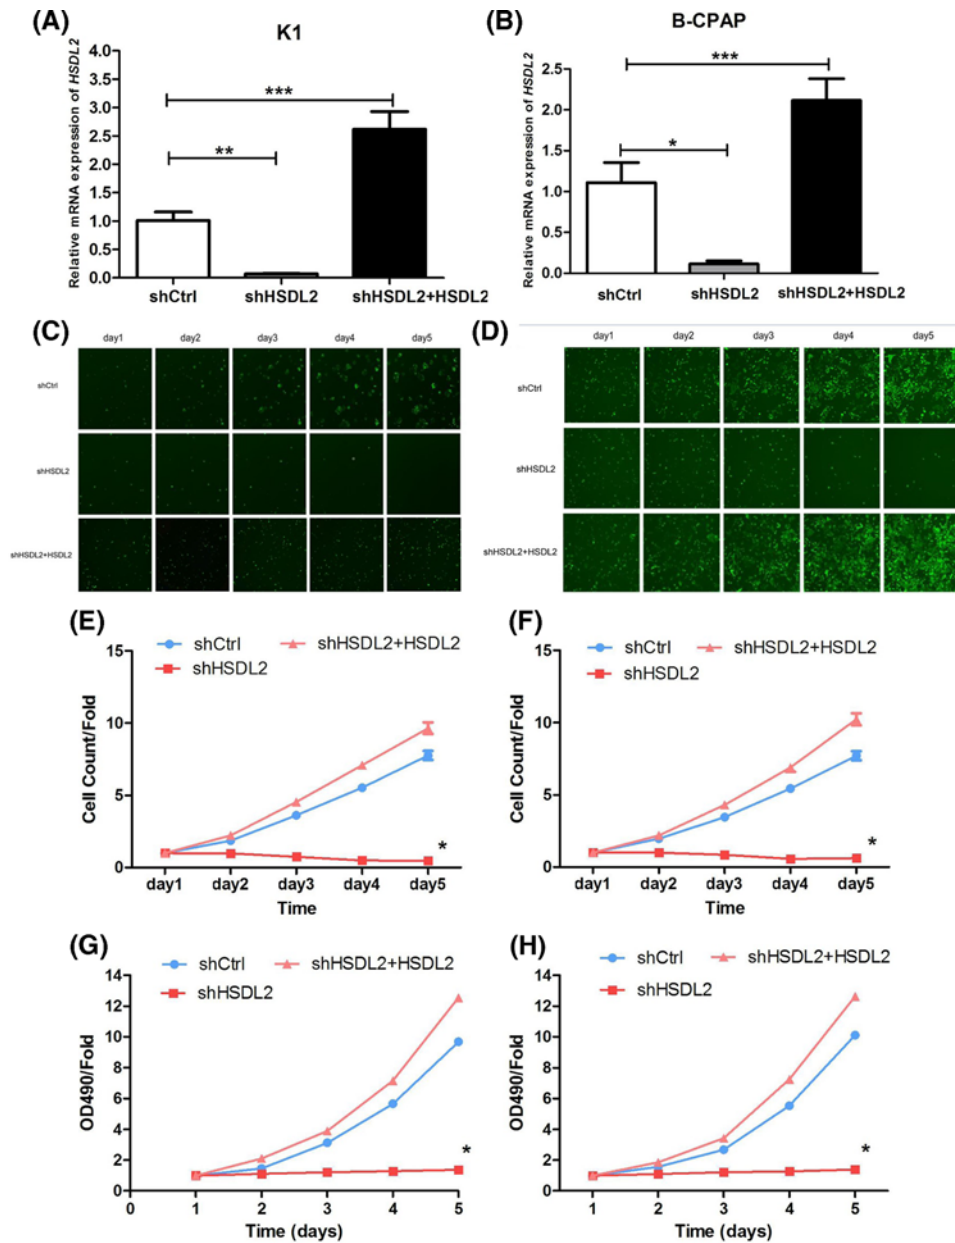 (A)
K1
Relative mRNA expression of HSDL2
4.0
3.5
3.0
2.5
2.0
1.5
1.0
0.5
0.0
***
**
shCtrl
shHSDL2
shHSDL2+HSDL2
(B)
B-CPAP
Relative mRNA expression of HSDL2
2.5
2.0
1.5
1.0
0.5
0.0
***
*
shCtrl
shHSDL2
shHSDL2+HSDL2
(C)
day1 day2 day3 day4 day5
shCtrl
shHSDL2
shHSDL2+HSDL2
(D)
day1 day2 day3 day4 day5
shCtrl
shHSDL2
shHSDL2+HSDL2
(E)
shCtrl shHSDL2+HSDL2
shHSDL2
Cell Count/Fold
15
10
5
0
*
day1 day2 day3 day4 day5
Time
(F)
shCtrl shHSDL2+HSDL2
shHSDL2
Cell Count/Fold
15
10
5
0
*
day1 day2 day3 day4 day5
Time
(G)
shCtrl shHSDL2+HSDL2
shHSDL2
OD490/Fold
14
12
10
8
6
4
2
0
*
0 1 2 3 4 5
Time (days)
(H)
shCtrl shHSDL2+HSDL2
shHSDL2
OD490/Fold
14
12
10
8
6
4
2
0
*
1 2 3 4 5
Time (days)